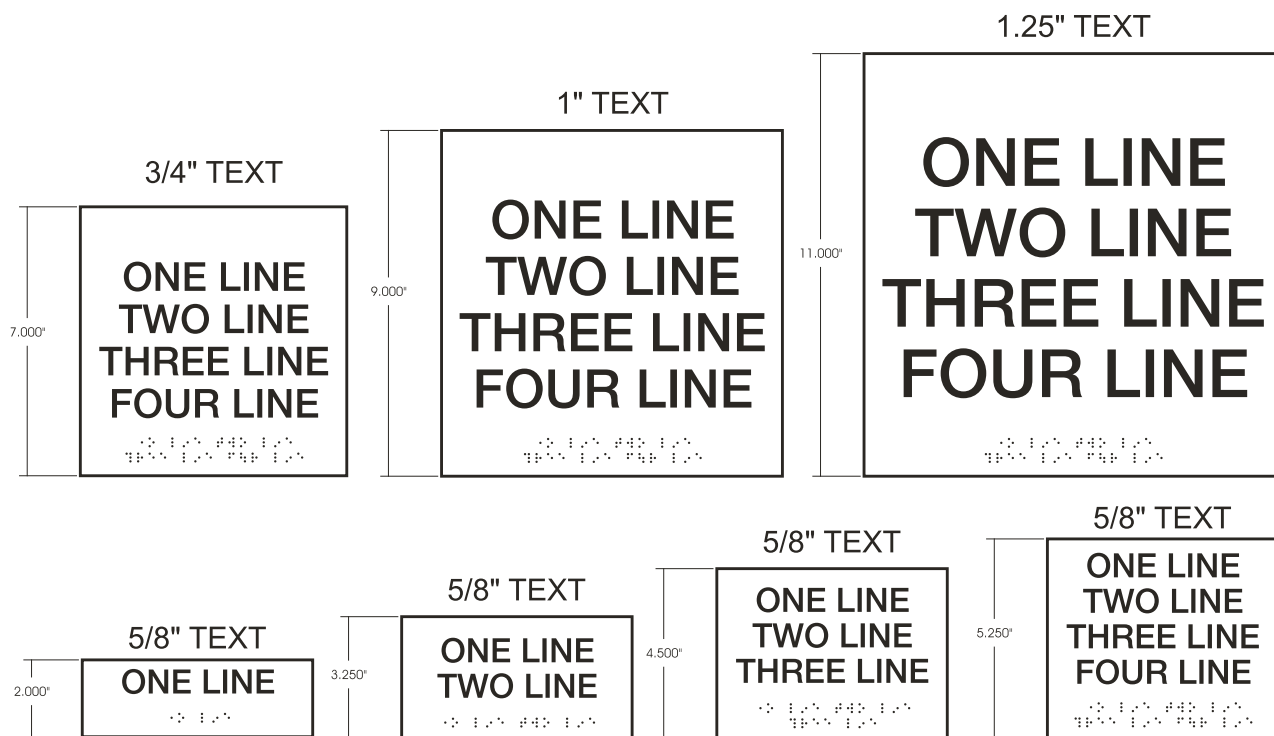 1.25" TEXT
11.000"
ONE LINE
TWO LINE
THREE LINE
FOUR LINE
1" TEXT
9.000"
ONE LINE
TWO LINE
THREE LINE
FOUR LINE
3/4" TEXT
7.000"
ONE LINE
TWO LINE
THREE LINE
FOUR LINE
5/8" TEXT
2.000"
ONE LINE
5/8" TEXT
3.250"
ONE LINE
TWO LINE
5/8" TEXT
4.500"
ONE LINE
TWO LINE
THREE LINE
5/8" TEXT
5.250"
ONE LINE
TWO LINE
THREE LINE
FOUR LINE